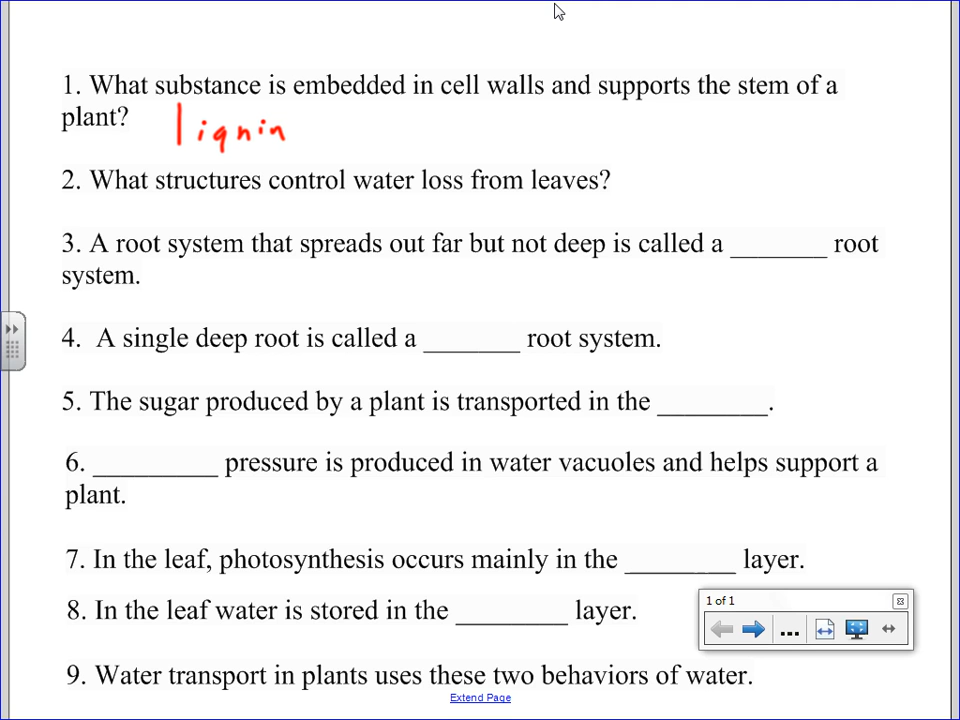 1. What substance is embedded in cell walls and supports the stem of a
plant? lignin
2. What structures control water loss from leaves?
3. A root system that spreads out far but not deep is called a _______ root
system.
4. A single deep root is called a _______ root system.
5. The sugar produced by a plant is transported in the ________.
6. _________ pressure is produced in water vacuoles and helps support a
plant.
7. In the leaf, photosynthesis occurs mainly in the ________ layer.
8. In the leaf water is stored in the ________ layer.
1 of 1
...
9. Water transport in plants uses these two behaviors of water.
Extend Page